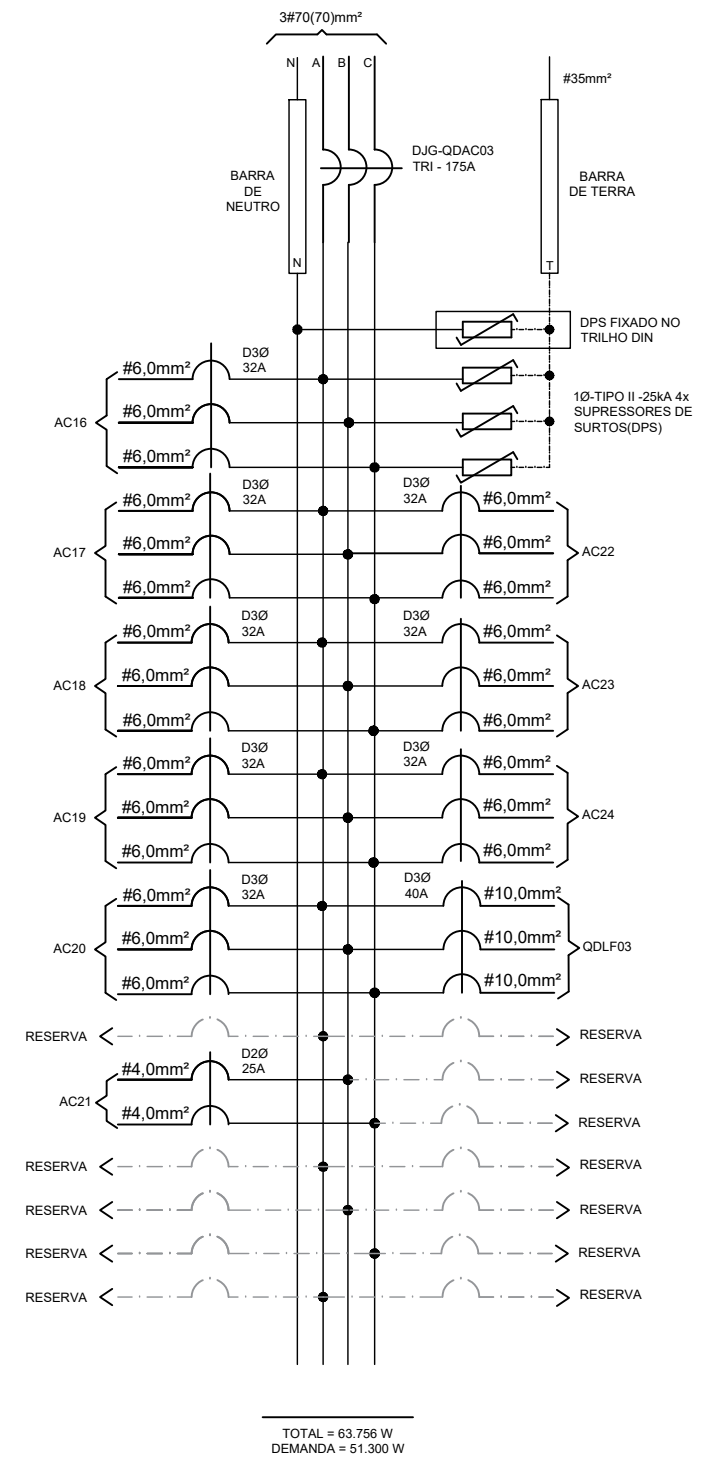 3#70(70)mm²
N A B C
#35mm²
DJG-QDAC03
TRI - 175A
BARRA
DE
NEUTRO
BARRA
DE TERRA
N
T
DPS FIXADO NO
TRILHO DIN
1Ø-TIPO II -25kA 4x
SUPRESSORES DE
SURTOS(DPS)
AC16
#6,0mm²
#6,0mm²
#6,0mm²
D3Ø
32A
AC17
#6,0mm²
#6,0mm²
#6,0mm²
D3Ø
32A
D3Ø
32A
#6,0mm²
#6,0mm²
#6,0mm²
AC22
AC18
#6,0mm²
#6,0mm²
#6,0mm²
D3Ø
32A
D3Ø
32A
#6,0mm²
#6,0mm²
#6,0mm²
AC23
AC19
#6,0mm²
#6,0mm²
#6,0mm²
D3Ø
32A
D3Ø
32A
#6,0mm²
#6,0mm²
#6,0mm²
AC24
AC20
#6,0mm²
#6,0mm²
#6,0mm²
D3Ø
32A
D3Ø
40A
#10,0mm²
#10,0mm²
#10,0mm²
QDLF03
RESERVA
RESERVA
AC21
#4,0mm²
#4,0mm²
D2Ø
25A
RESERVA
RESERVA
RESERVA
RESERVA
RESERVA
RESERVA
RESERVA
RESERVA
RESERVA
RESERVA
TOTAL = 63.756 W
DEMANDA = 51.300 W